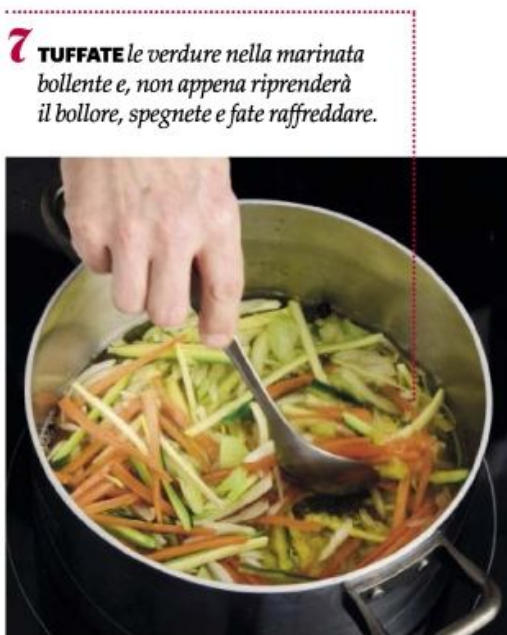 7 TUFFATE le verdure nella marinata
bollente e, non appena riprenderà
il bollore, spegnete e fate raffreddare.